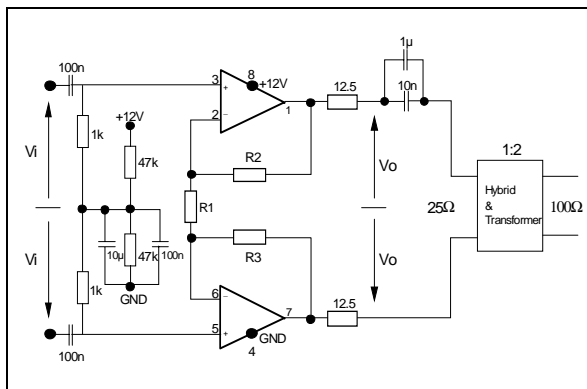 1µ
100n
8
+12V
3
+
10n
12.5
1
2
_
+12V
1k
Vi
47k
R2
Vo
1:2
R1
Hybrid
&
Transformer
25Ω
100Ω
10µ
47k
100n
Vi
R3
Vo
GND
1k
6
_
7
12.5
5
+
GND
4
100n